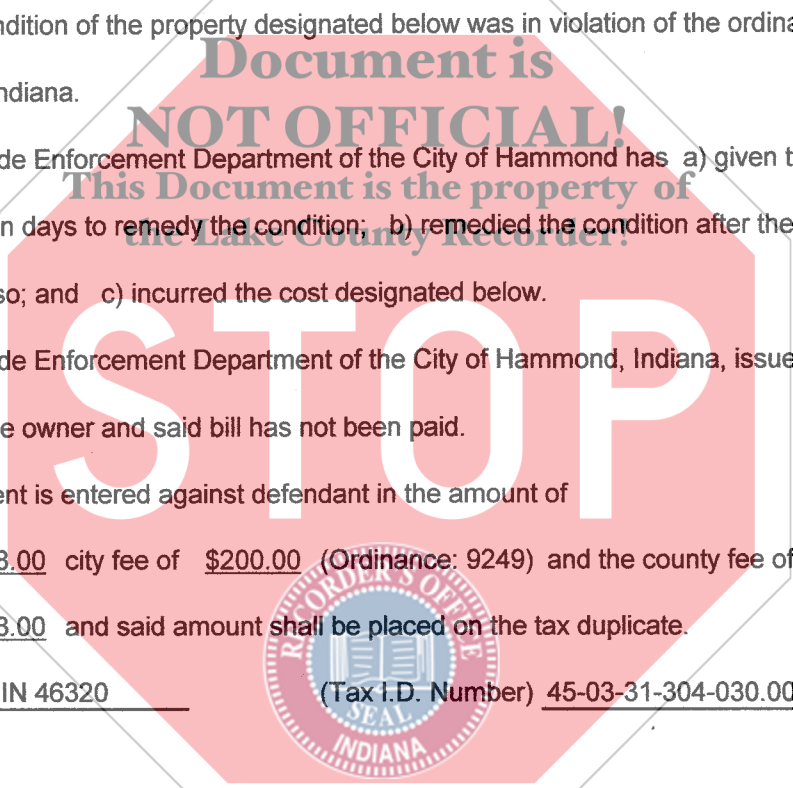 ndition of the property designated below was in violation of the ordina
Document is
ndiana.
NOT OFFICIAL!
de Enforcement Department of the City of Hammond has a) given t
This Document is the property of
n days to remedy the condition; b) remedied the condition after the
the Lake County Recorder!
so; and c) incurred the cost designated below.
STOP
de Enforcement Department of the City of Hammond, Indiana, issue
e owner and said bill has not been paid.
ent is entered against defendant in the amount of
3.00 city fee of $200.00 (Ordinance: 9249) and the county fee of
3.00 and said amount shall be placed on the tax duplicate.
IN 46320 (Tax I.D. Number) 45-03-31-304-030.00
RECORDER'S OFFICE
SEAL
INDIANA